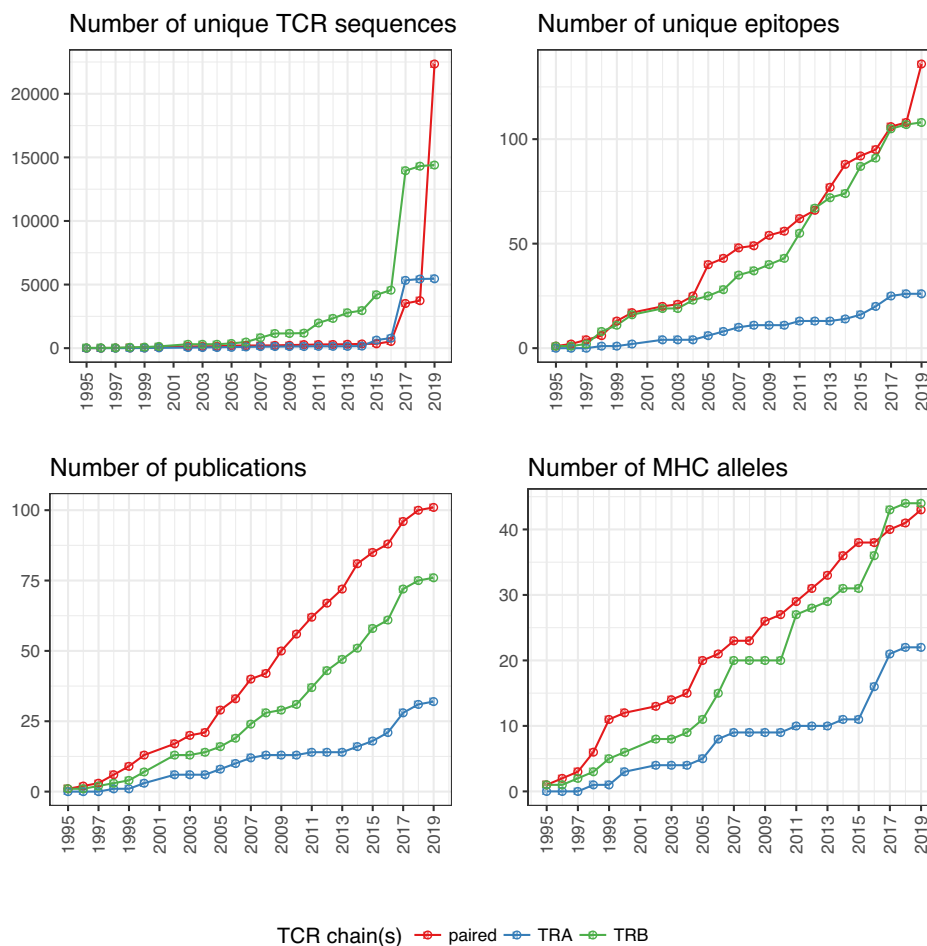 Number of unique TCR sequences
20000
15000
10000
5000
0
1995 1997 1999 2001 2003 2005 2007 2009 2011 2013 2015 2017 2019
Number of unique epitopes
100
50
0
1995 1997 1999 2001 2003 2005 2007 2009 2011 2013 2015 2017 2019
Number of publications
100
75
50
25
0
1995 1997 1999 2001 2003 2005 2007 2009 2011 2013 2015 2017 2019
Number of MHC alleles
40
30
20
10
0
1995 1997 1999 2001 2003 2005 2007 2009 2011 2013 2015 2017 2019
TCR chain(s) paired TRA TRB